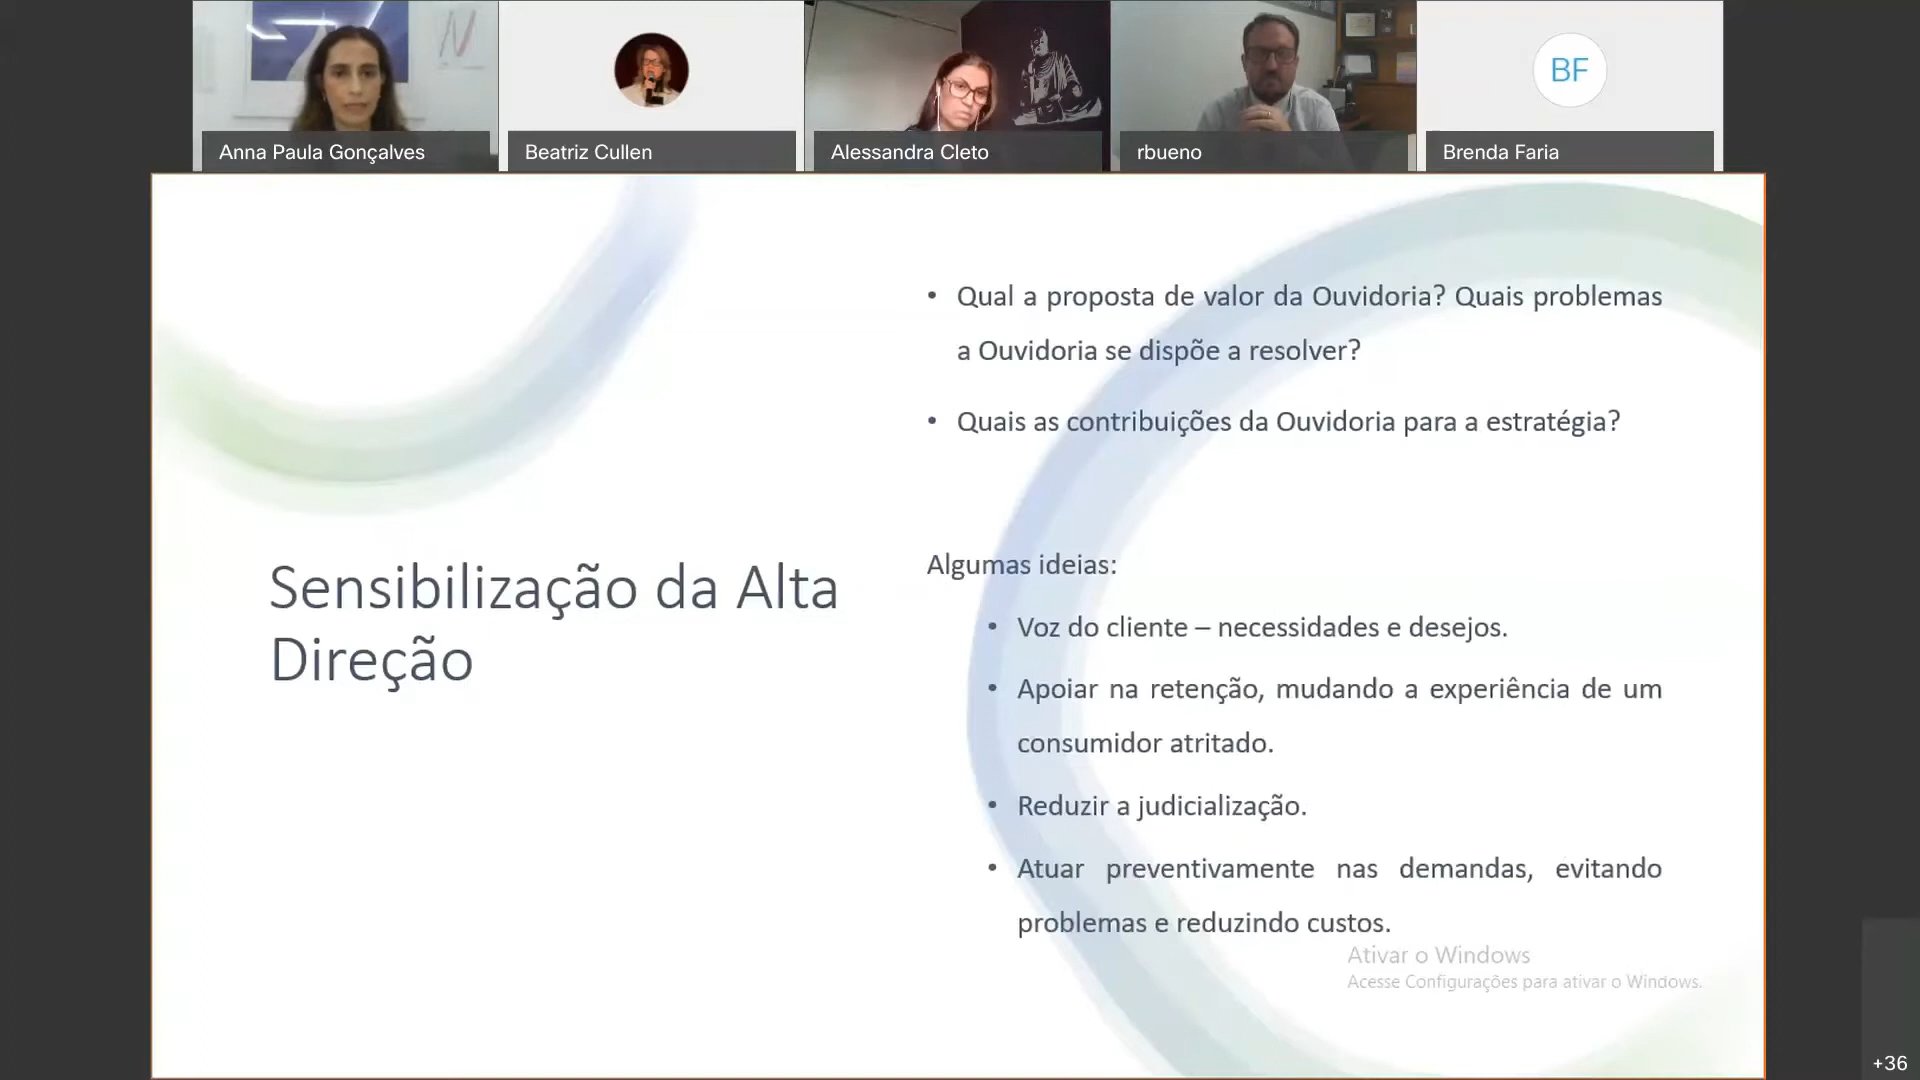 Anna Paula Gonçalves
Beatriz Cullen
Alessandra Cleto
rbueno
BF
Brenda Faria
• Qual a proposta de valor da Ouvidoria? Quais problemas
a Ouvidoria se dispõe a resolver?
• Quais as contribuições da Ouvidoria para a estratégia?
Sensibilização da Alta
Direção
Algumas ideias:
• Voz do cliente – necessidades e desejos.
• Apoiar na retenção, mudando a experiência de um
consumidor atritado.
• Reduzir a judicialização.
• Atuar preventivamente nas demandas, evitando
problemas e reduzindo custos.
Ativar o Windows
Acesse Configurações para ativar o Windows.
+36